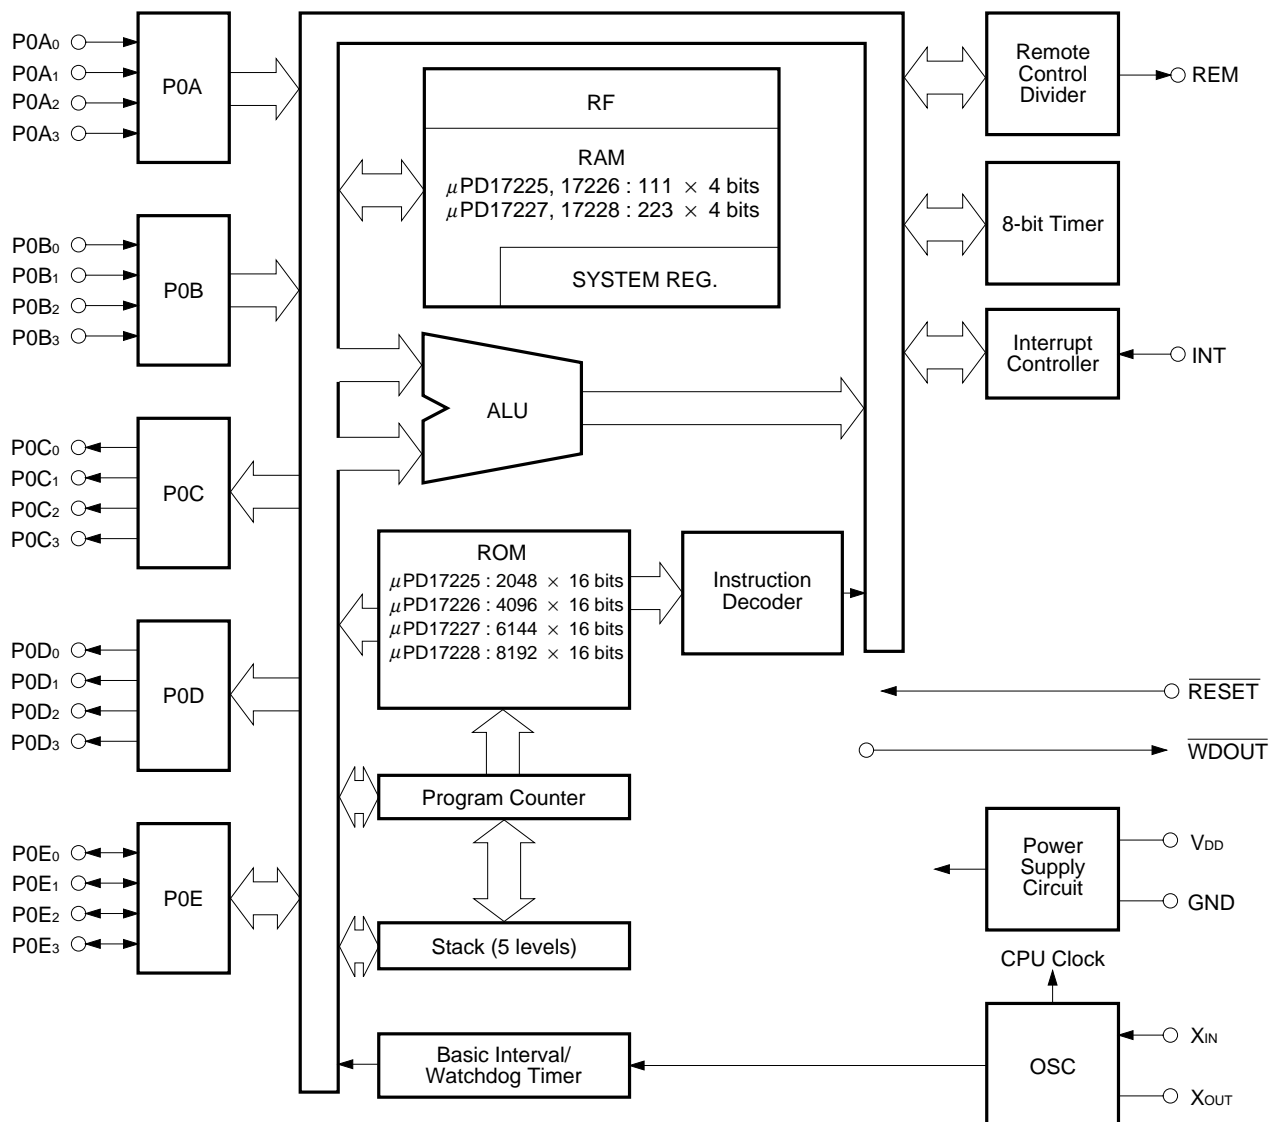 P0A0
P0A1
P0A2
P0A3
P0A
P0B0
P0B1
P0B2
P0B3
P0B
P0C0
P0C1
P0C2
P0C3
P0C
P0D0
P0D1
P0D2
P0D3
P0D
P0E0
P0E1
P0E2
P0E3
P0E
RF
RAM
μPD17225, 17226 : 111 × 4 bits
μPD17227, 17228 : 223 × 4 bits
SYSTEM REG.
ALU
ROM
μPD17225 : 2048 × 16 bits
μPD17226 : 4096 × 16 bits
μPD17227 : 6144 × 16 bits
μPD17228 : 8192 × 16 bits
Instruction
Decoder
Program Counter
Stack (5 levels)
Basic Interval/
Watchdog Timer
Remote
Control
Divider
REM
8-bit Timer
Interrupt
Controller
INT
RESET
WDOUT
Power
Supply
Circuit
VDD
GND
CPU Clock
OSC
XIN
XOUT